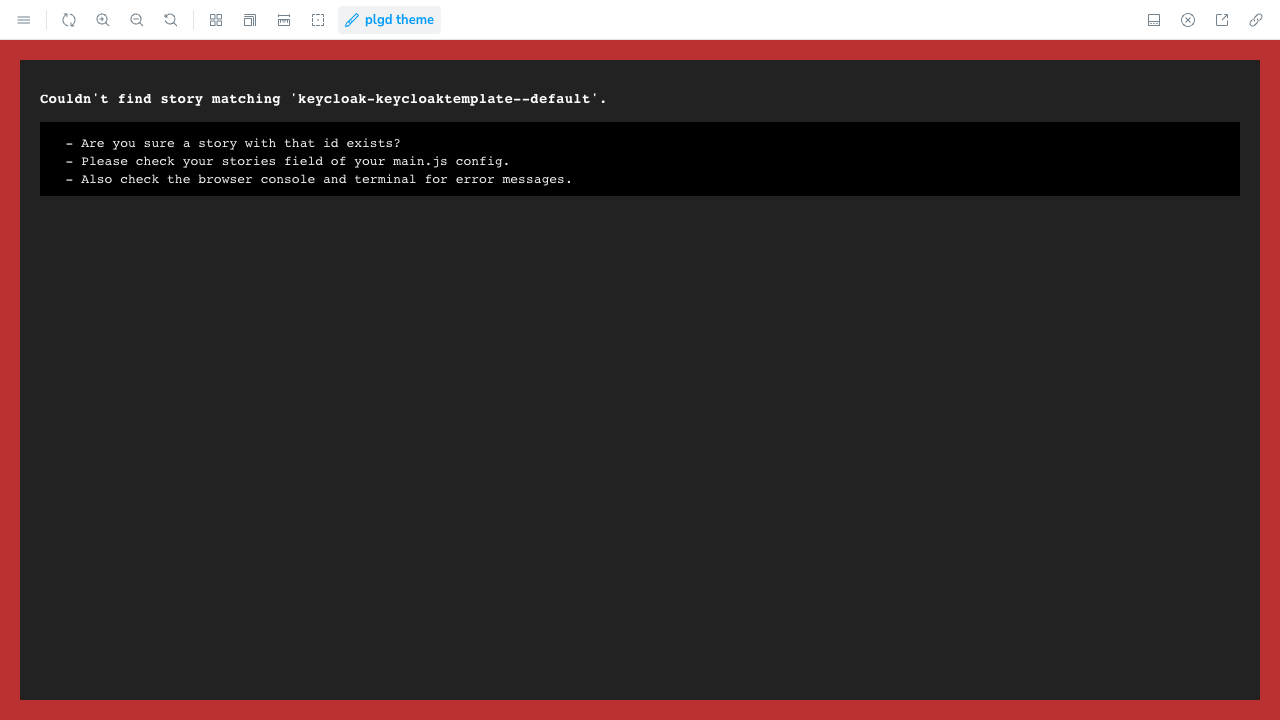 plgd theme
Couldn't find story matching 'keycloak-keycloaktemplate--default'.
- Are you sure a story with that id exists?
- Please check your stories field of your main.js config.
- Also check the browser console and terminal for error messages.